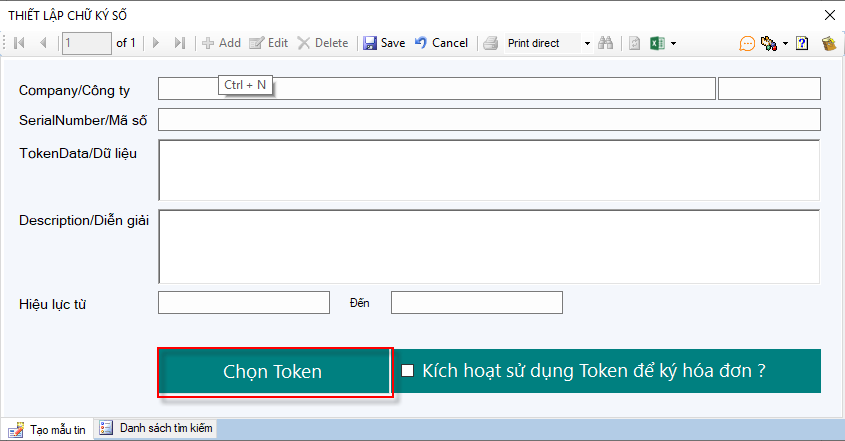 THIẾT LẬP CHỮ KÝ SỐ
1 of 1 Add Edit Delete Save Cancel Print direct
Ctrl + N
Company/Công ty
SerialNumber/Mã số
TokenData/Dữ liệu
Description/Diễn giải
Hiệu lực từ Đến
Chọn Token Kích hoạt sử dụng Token để ký hóa đơn ?
Tạo mẫu tin Danh sách tìm kiếm